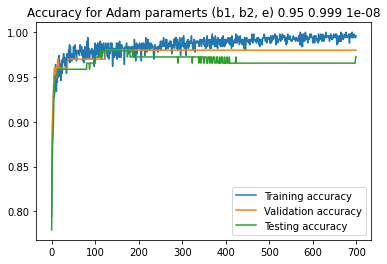 Accuracy for Adam paramerts (b1, b2, e) 0.95 0.999 1e-08
1.00
0.95
0.90
0.85
0.80
0 100 200 300 400 500 600 700
Training accuracy
Validation accuracy
Testing accuracy